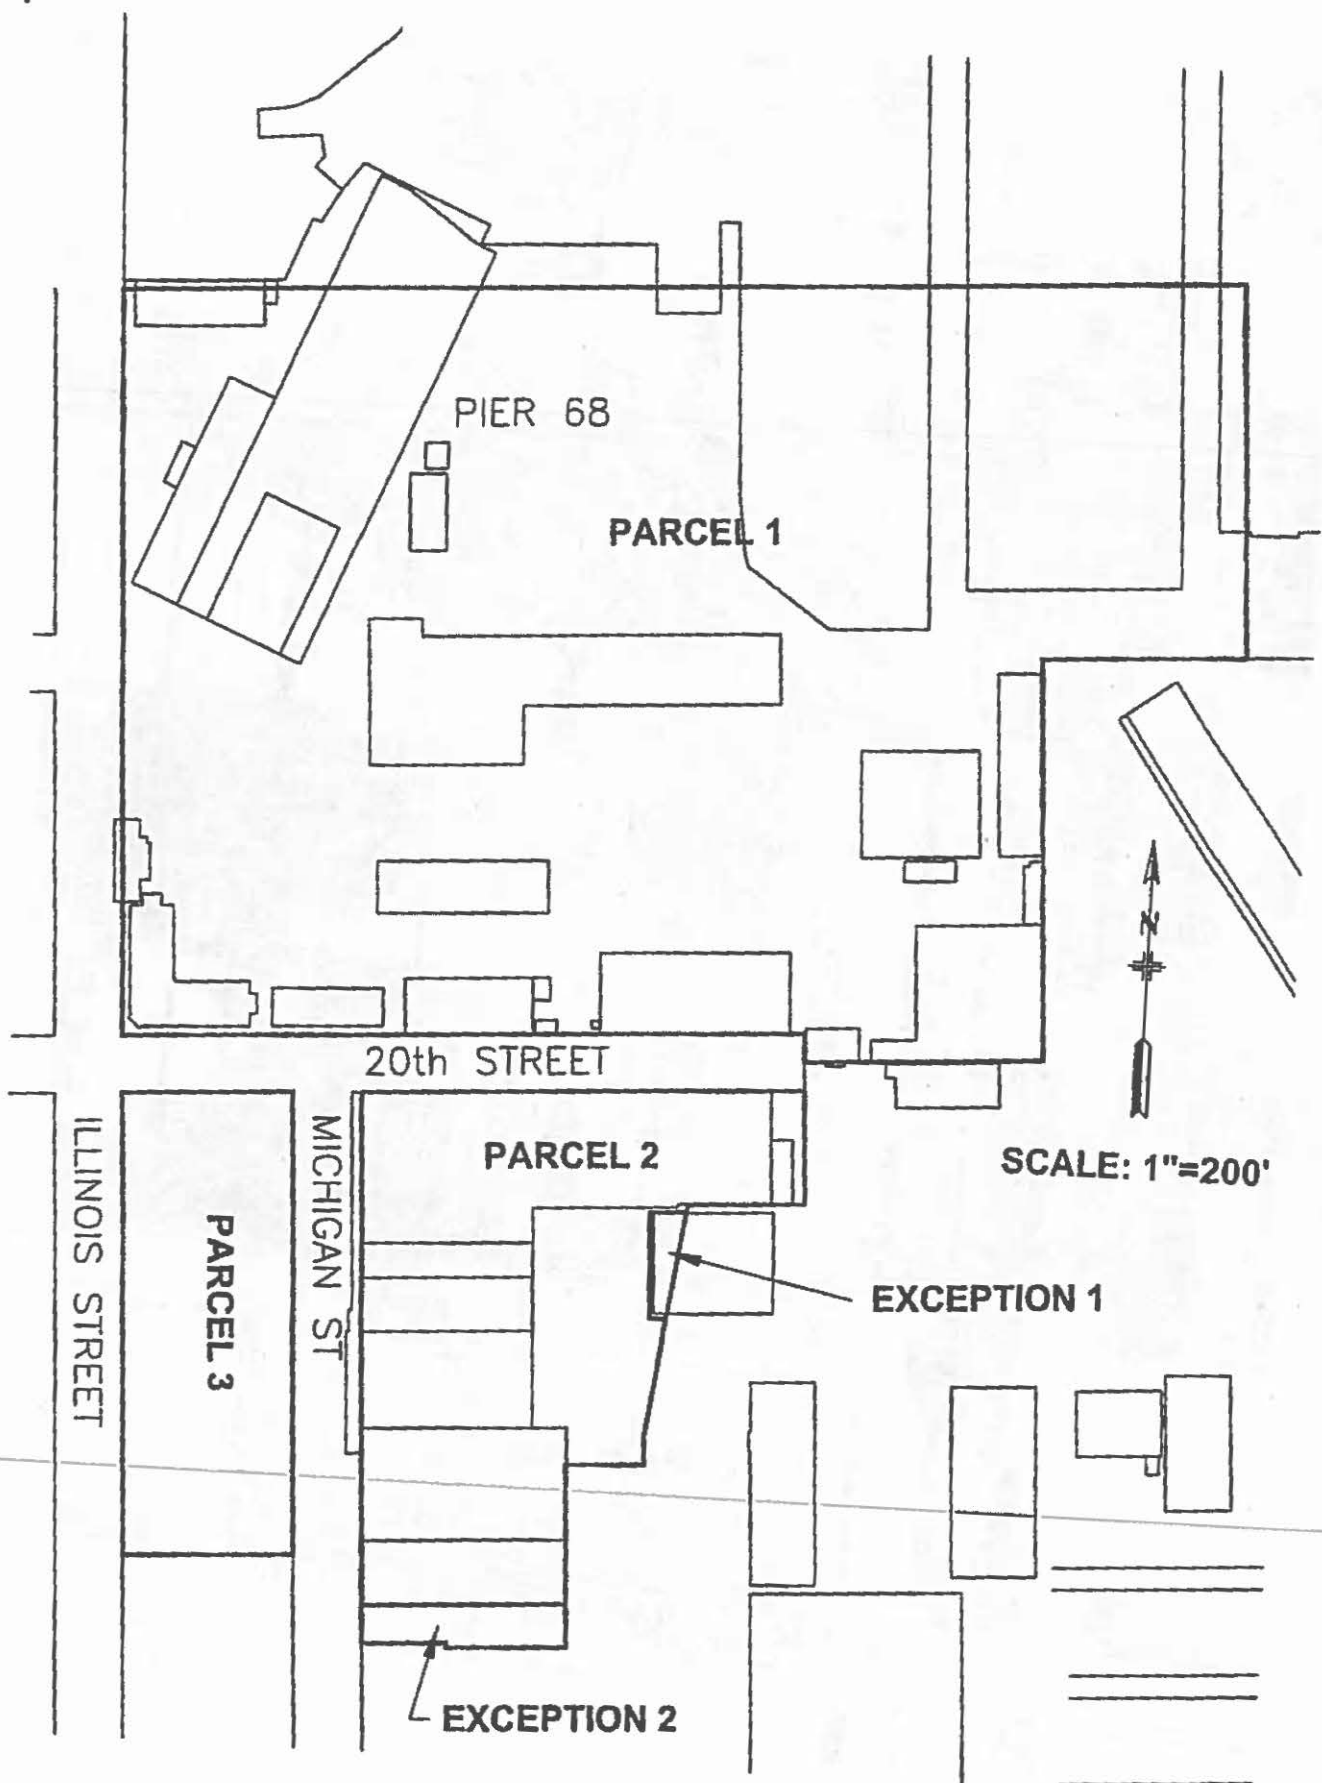 PIER 68
PARCEL 1
20th STREET
PARCEL 2
N
SCALE: 1"=200'
ILLINOIS STREET
PARCEL 3
MICHIGAN ST
EXCEPTION 1
EXCEPTION 2